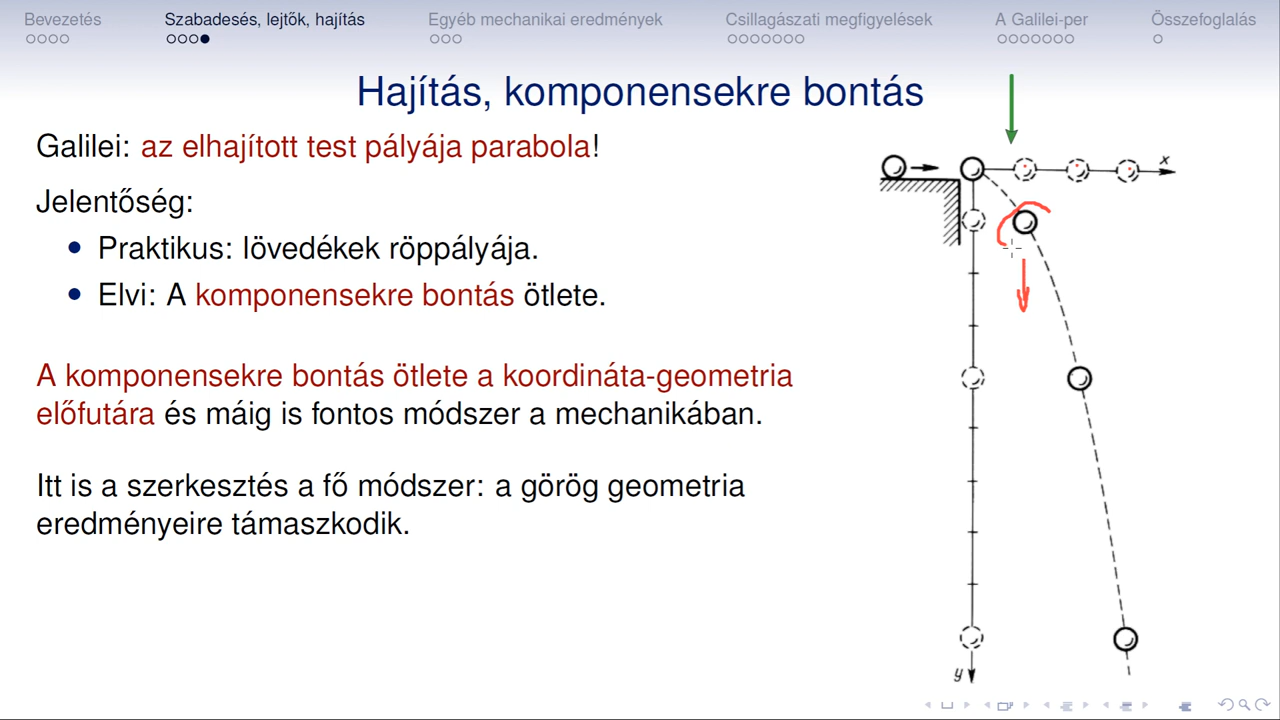 Bevezetés
Szabadesés, lejtők, hajítás
Egyéb mechanikai eredmények
Csillagászati megfigyelések
A Galilei-per
Összefoglalás
Hajítás, komponensekre bontás
Galilei: az elhajított test pályája parabola!
Jelentőség:
Praktikus: lövedékek röppályája.
Elvi: A komponensekre bontás ötlete.
A komponensekre bontás ötlete a koordináta-geometria
előfutára és máig is fontos módszer a mechanikában.
Itt is a szerkesztés a fő módszer: a görög geometria
eredményeire támaszkodik.
x
y